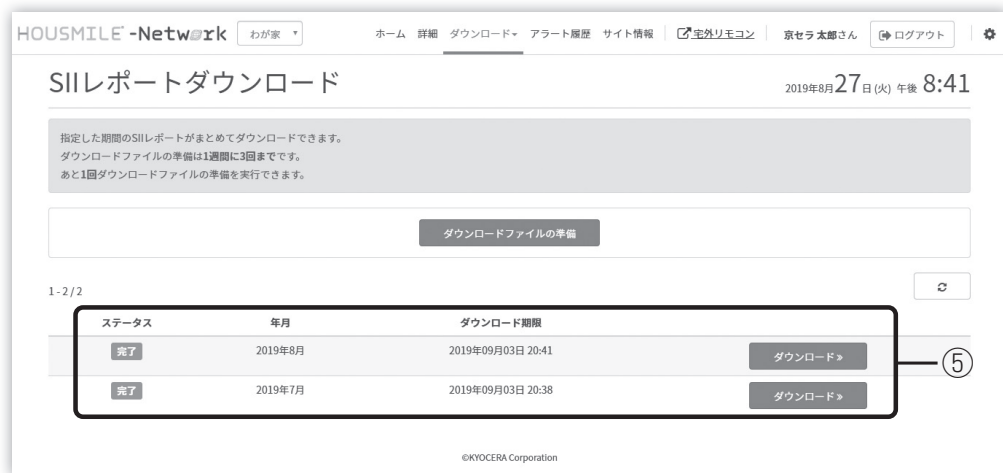 HOUSMILE -Network わが家 ▼ ホーム 詳細 ダウンロード▾ アラート履歴 サイト情報 宅外リモコン 京セラ 太郎さん ログアウト
SIIレポートダウンロード 2019年8月27日(火) 午後 8:41
指定した期間のSIIレポートがまとめてダウンロードできます。
ダウンロードファイルの準備は1週間に3回までです。
あと1回ダウンロードファイルの準備を実行できます。
ダウンロードファイルの準備
1 - 2 / 2
ステータス 年月 ダウンロード期限
完了 2019年8月 2019年09月03日 20:41 ダウンロード »
⑤
完了 2019年7月 2019年09月03日 20:38 ダウンロード »
©KYOCERA Corporation